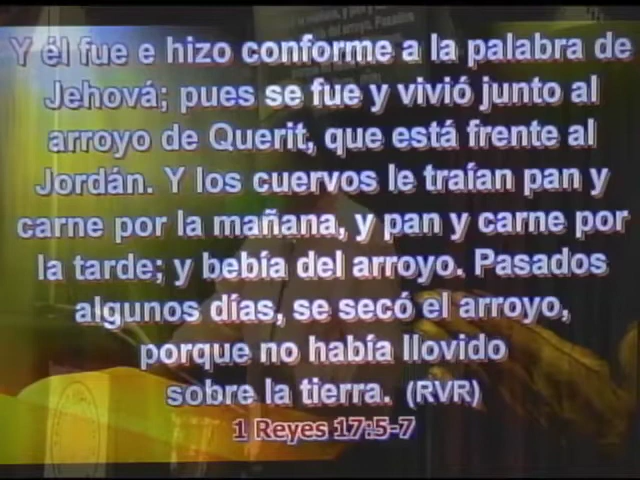 Y él fue e hizo conforme a la palabra de
Jehová; pues se fue y vivió junto al
arroyo de Querit, que está frente al
Jordán. Y los cuervos le traían pan y
carne por la mañana, y pan y carne por
la tarde; y bebía del arroyo. Pasados
algunos días, se secó el arroyo,
porque no había llovido
sobre la tierra. (RVR)
1 Reyes 17:5-7